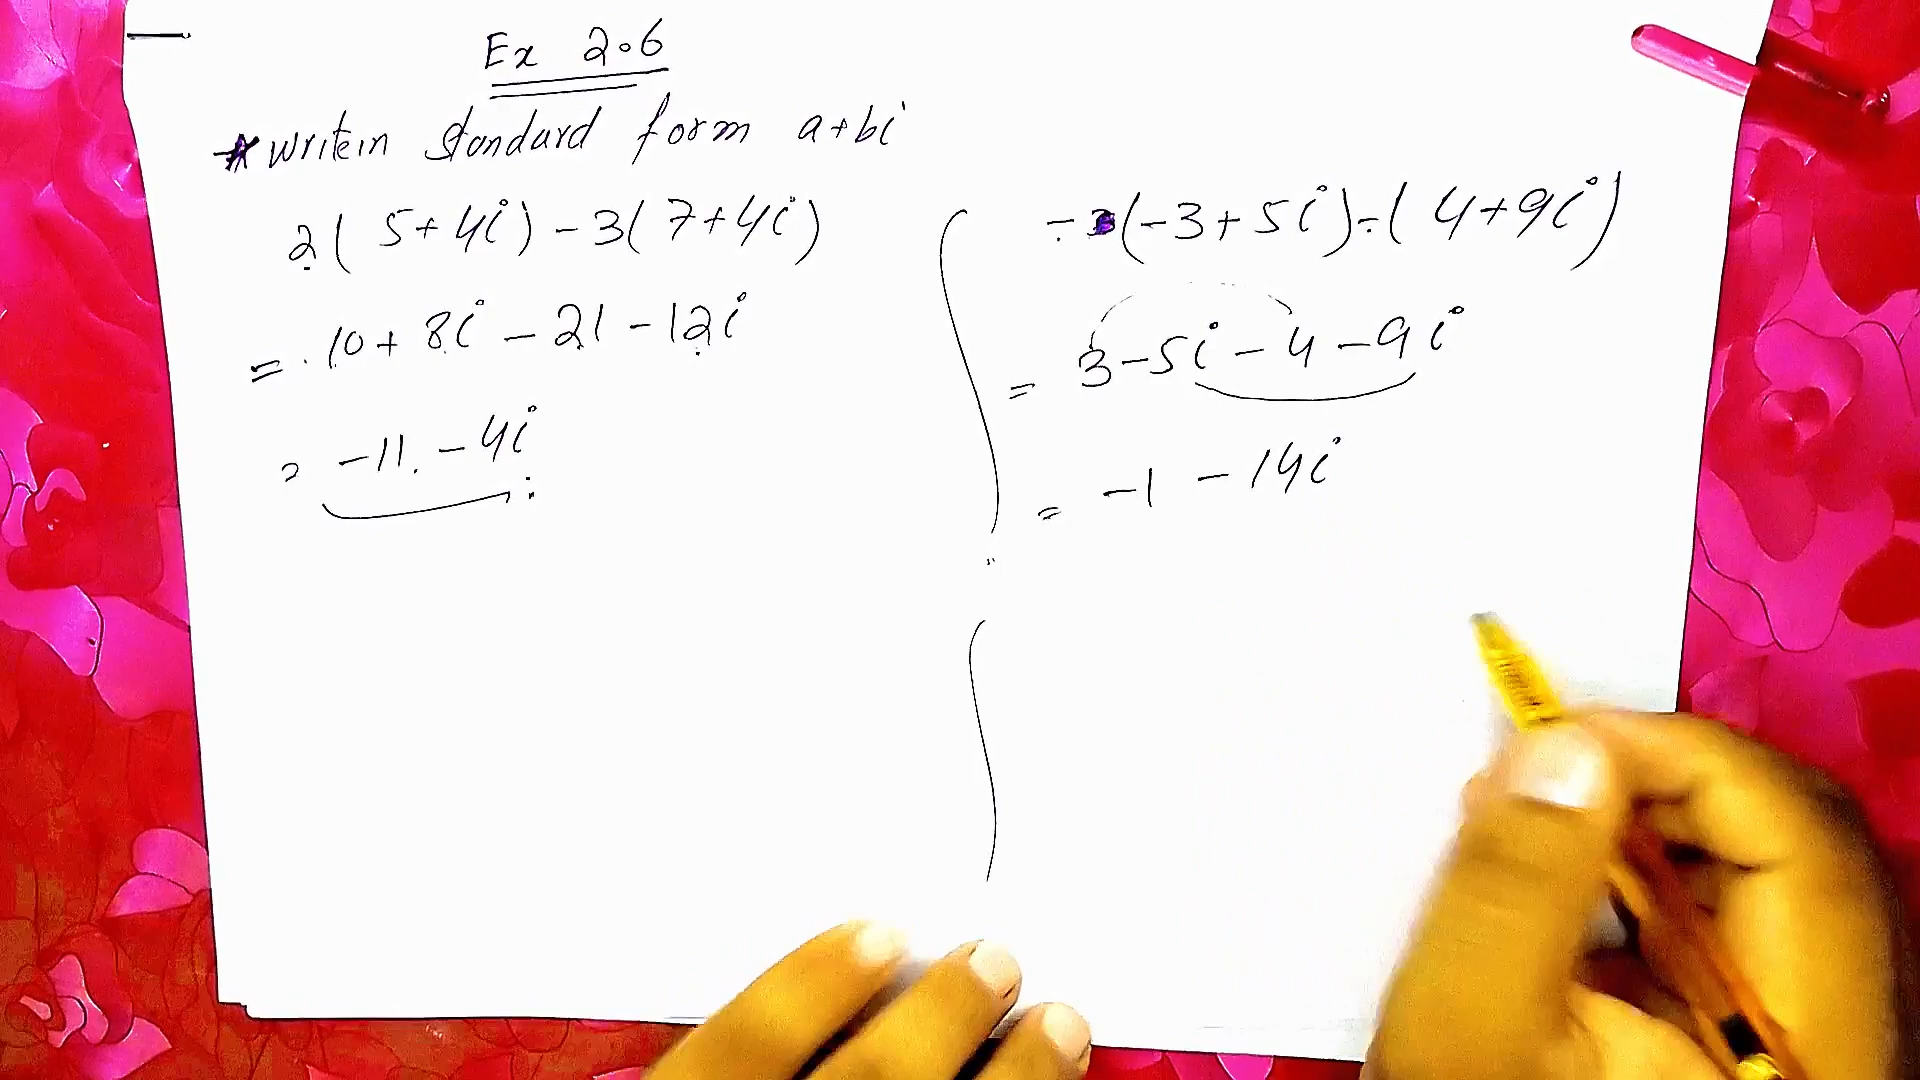 Ex 2.6
*write in standard form a+bi
2(5+4i)-3(7+4i)
= 10+8i-21-12i
= -11-4i
-(-3+5i)-(4+9i)
= 3-5i-4-9i
= -1-14i